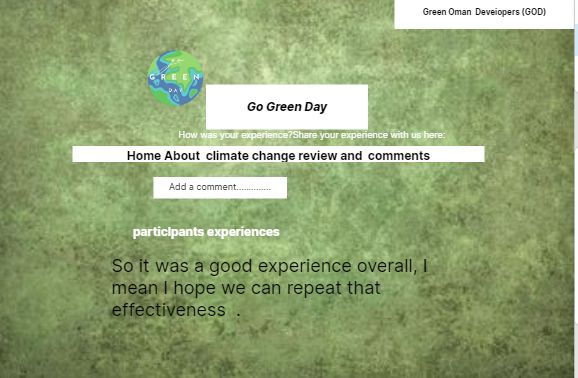 Green Oman Deveiopers (GOD)
GREEN
DAY
Go Green Day
How was your experience?Share your experience with us here:
Home About climate change review and comments
Add a comment..............
participants experiences
So it was a good experience overall, I
mean I hope we can repeat that
effectiveness .